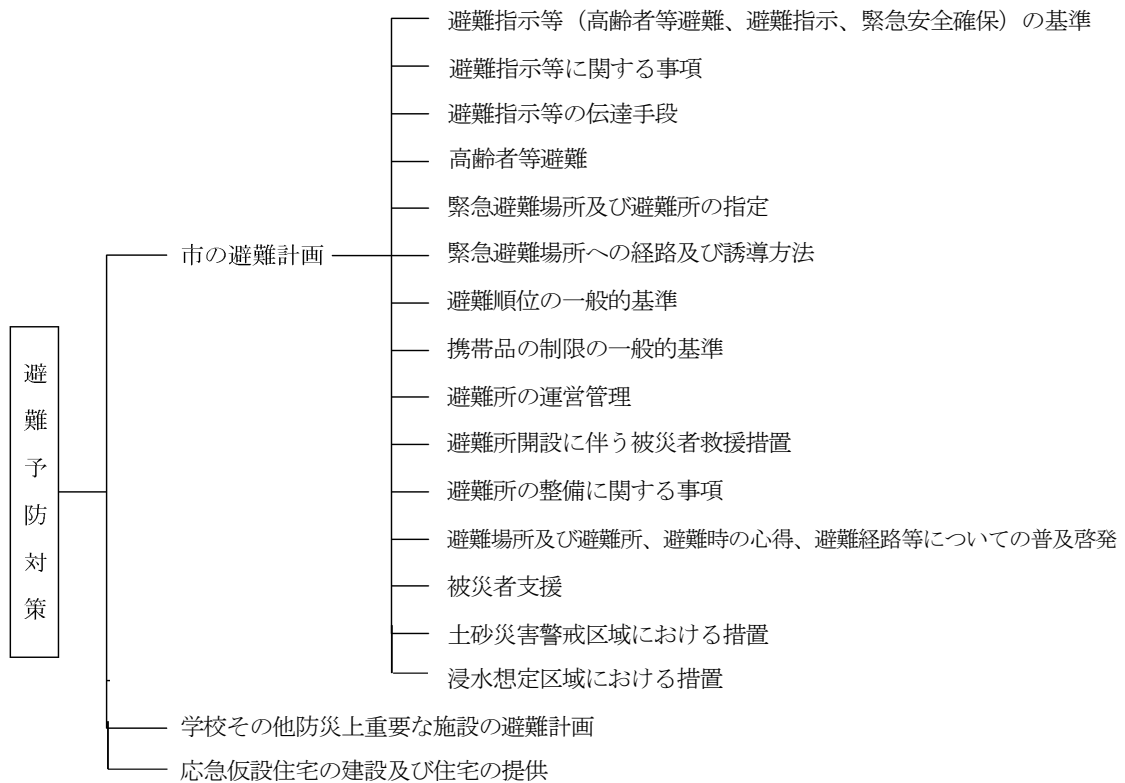 避難指示等（高齢者等避難、避難指示、緊急安全確保）の基準
避難指示等に関する事項
避難指示等の伝達手段
高齢者等避難
緊急避難場所及び避難所の指定
市の避難計画
緊急避難場所への経路及び誘導方法
避難順位の一般的基準
携帯品の制限の一般的基準
避難所の運営管理
避難所開設に伴う被災者救援措置
避難所の整備に関する事項
避難場所及び避難所、避難時の心得、避難経路等についての普及啓発
被災者支援
土砂災害警戒区域における措置
浸水想定区域における措置
避難予防対策
学校その他防災上重要な施設の避難計画
応急仮設住宅の建設及び住宅の提供